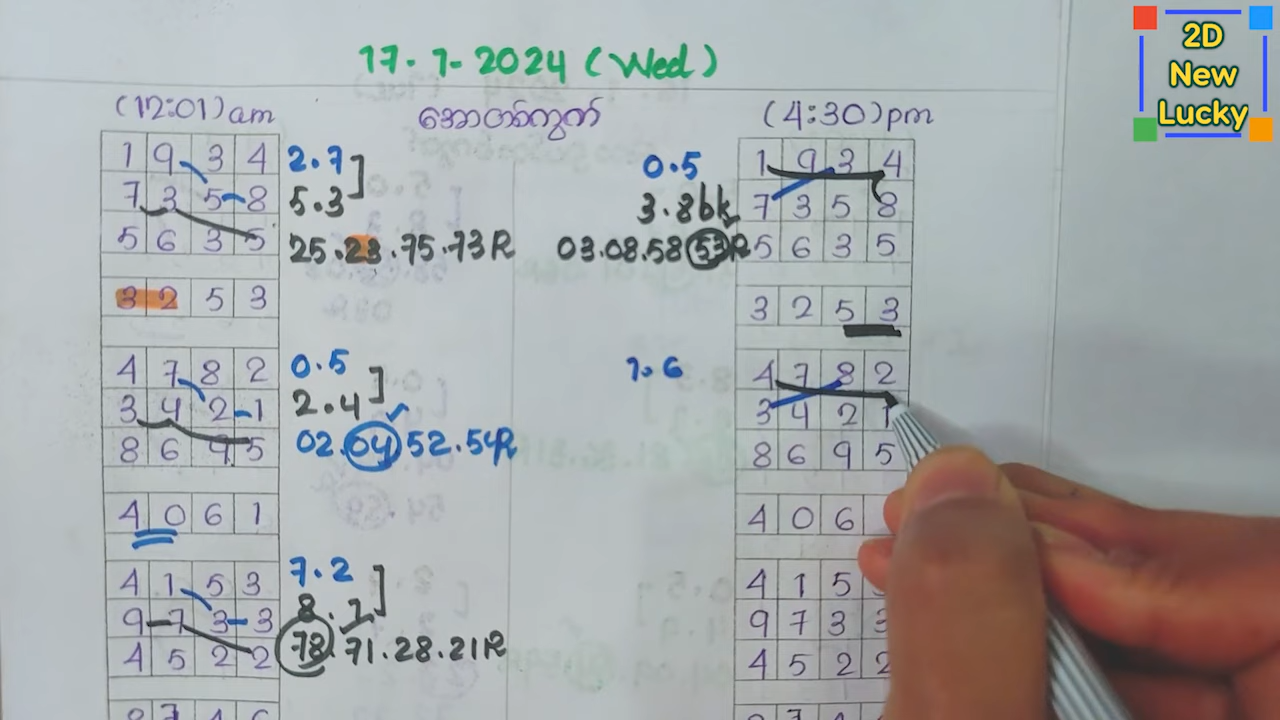 17.7-2024 (Wed)
2D
New
Lucky
(12:01) am
အောတစ်ကွက်
(4:30) pm
1 9 3 4
7 3 5 8
5 6 3 5
3 2 5 3
4 7 8 2
3 4 2 1
8 6 9 5
4 0 6 1
4 1 5 3
9 7 3 3
4 5 2 2
2.7
5.3
25.23.75.73R
0.5
2.4
02.04 52.54R
7.2
8.1
78.71.28.21R
0.5
3.8bk
03.08.58 53R
1.6
1 9 3 4
7 3 5 8
5 6 3 5
3 2 5 3
4 7 8 2
3 4 2 1
8 6 9 5
4 0 6
4 1 5
9 7 3 3
4 5 2 2